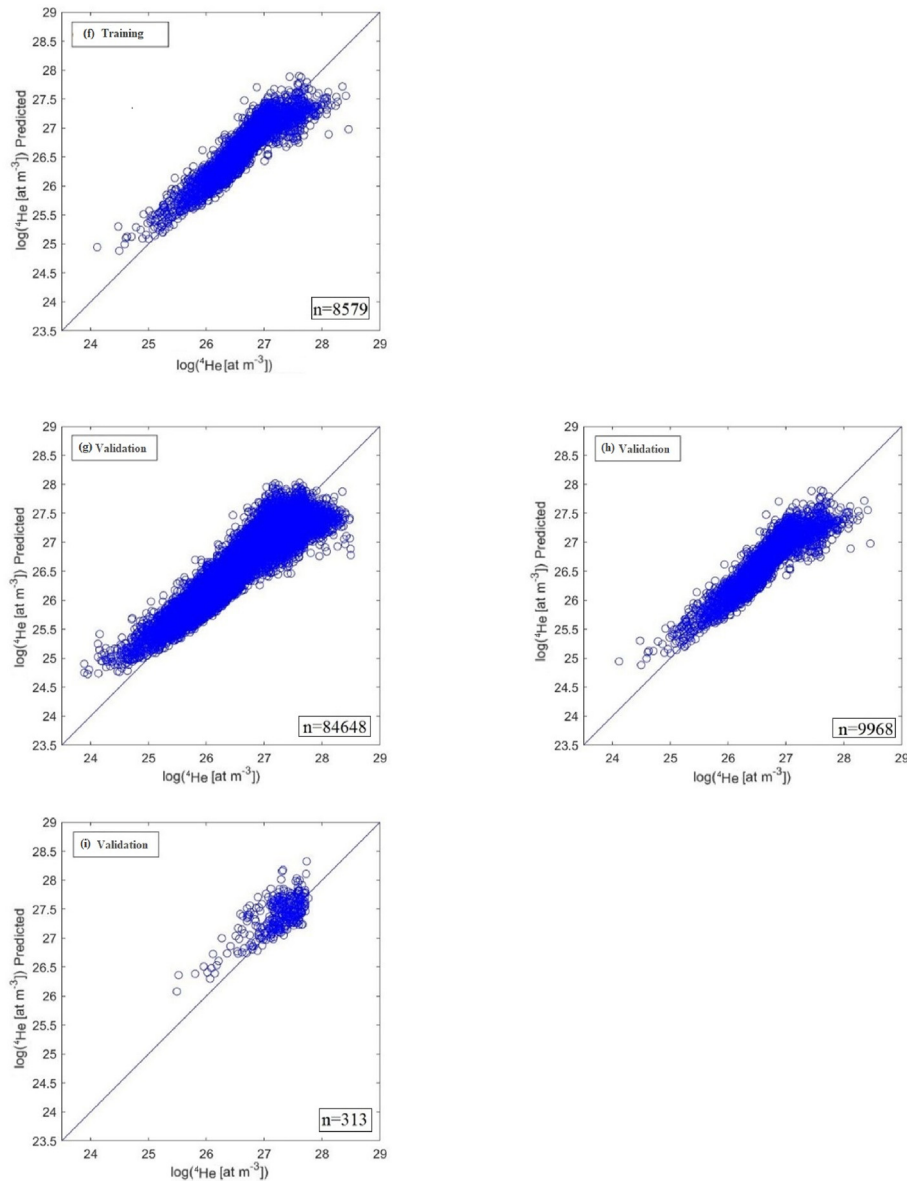 (f) Training
29
28.5
28
27.5
27
26.5
26
25.5
25
24.5
24
23.5
log(⁴He [at m⁻³]) Predicted
n=8579
24 25 26 27 28 29
log(⁴He [at m⁻³])
(g) Validation
29
28.5
28
27.5
27
26.5
26
25.5
25
24.5
24
23.5
log(⁴He [at m⁻³]) Predicted
n=84648
24 25 26 27 28 29
log(⁴He [at m⁻³])
(h) Validation
29
28.5
28
27.5
27
26.5
26
25.5
25
24.5
24
23.5
log(⁴He [at m⁻³]) Predicted
n=9968
24 25 26 27 28 29
log(⁴He [at m⁻³])
(i) Validation
29
28.5
28
27.5
27
26.5
26
25.5
25
24.5
24
23.5
log(⁴He [at m⁻³]) Predicted
n=313
24 25 26 27 28 29
log(⁴He [at m⁻³])